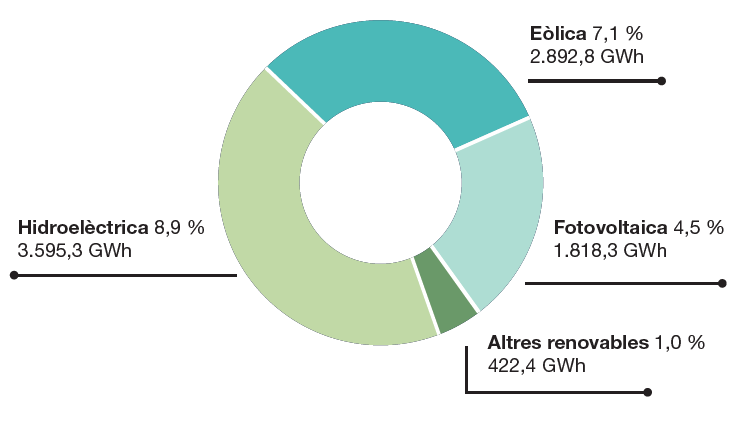 Eòlica 7,1 %
2.892,8 GWh
Hidroelèctrica 8,9 %
3.595,3 GWh
Fotovoltaica 4,5 %
1.818,3 GWh
Altres renovables 1,0 %
422,4 GWh